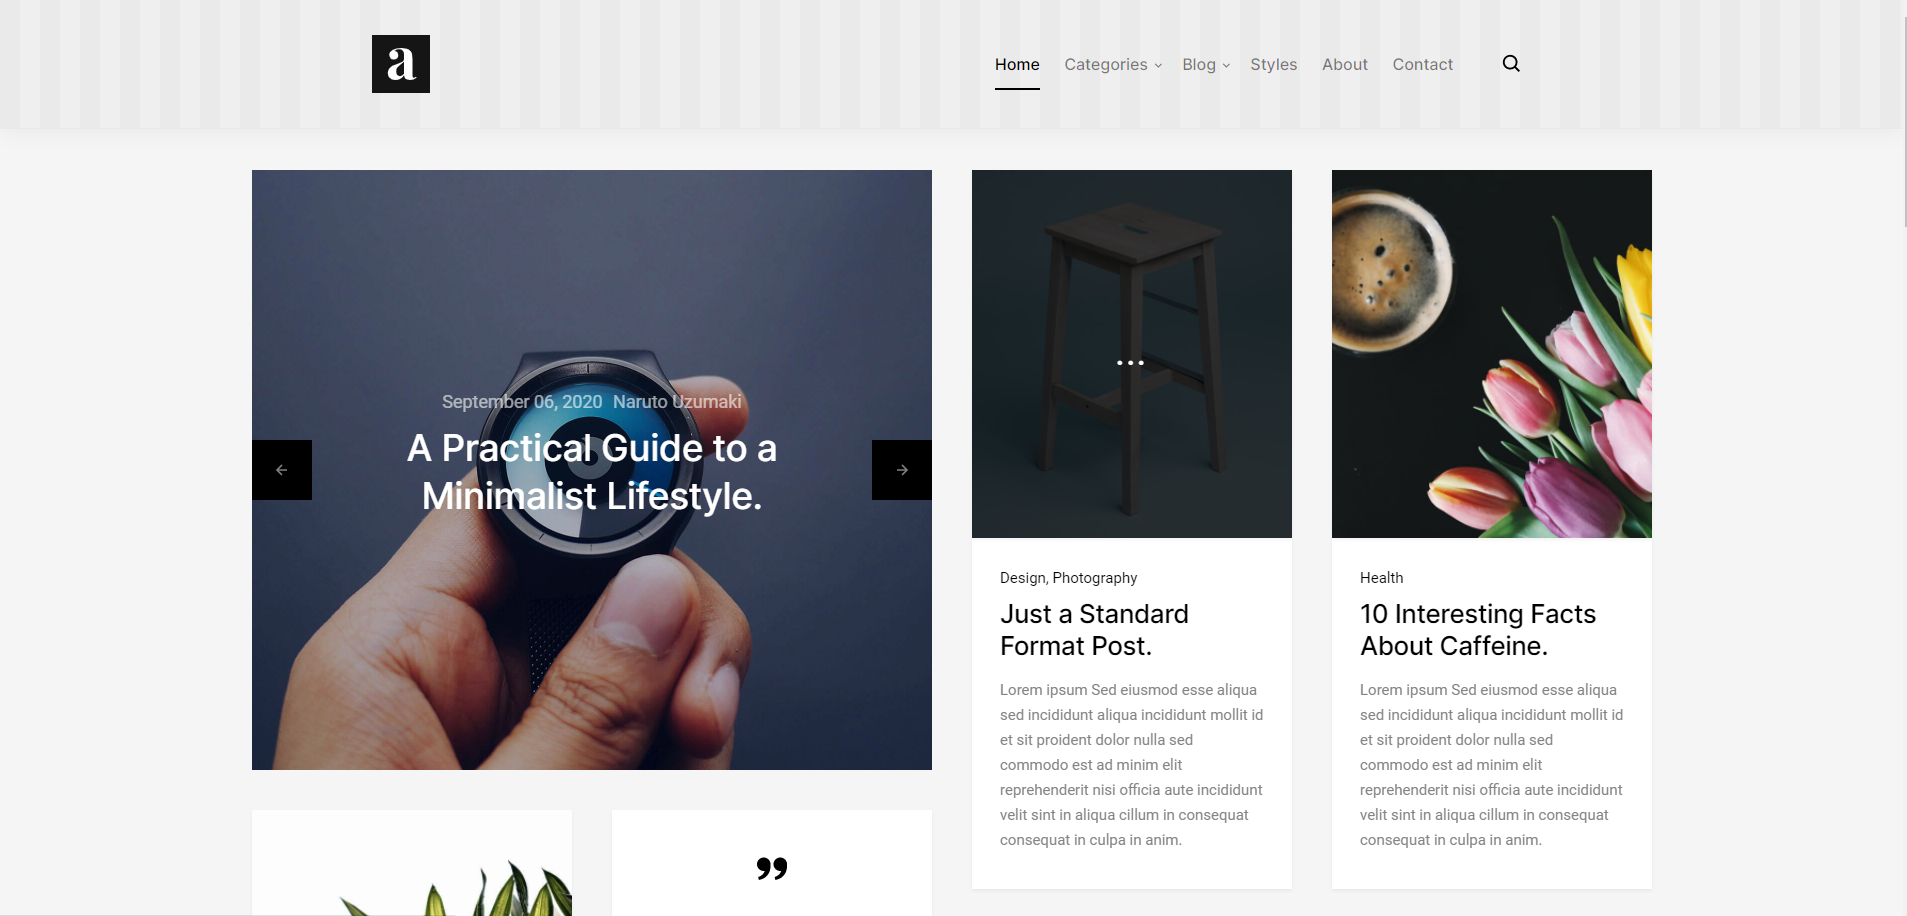 a
Home Categories Blog Styles About Contact
September 06, 2020 Naruto Uzumaki
A Practical Guide to a
Minimalist Lifestyle.
Design, Photography
Just a Standard
Format Post.
Lorem ipsum Sed eiusmod esse aliqua
sed incididunt aliqua incididunt mollit id
et sit proident dolor nulla sed
commodo est ad minim elit
reprehenderit nisi officia aute incididunt
velit sint in aliqua cillum in consequat
consequat in culpa in anim.
Health
10 Interesting Facts
About Caffeine.
Lorem ipsum Sed eiusmod esse aliqua
sed incididunt aliqua incididunt mollit id
et sit proident dolor nulla sed
commodo est ad minim elit
reprehenderit nisi officia aute incididunt
velit sint in aliqua cillum in consequat
consequat in culpa in anim.